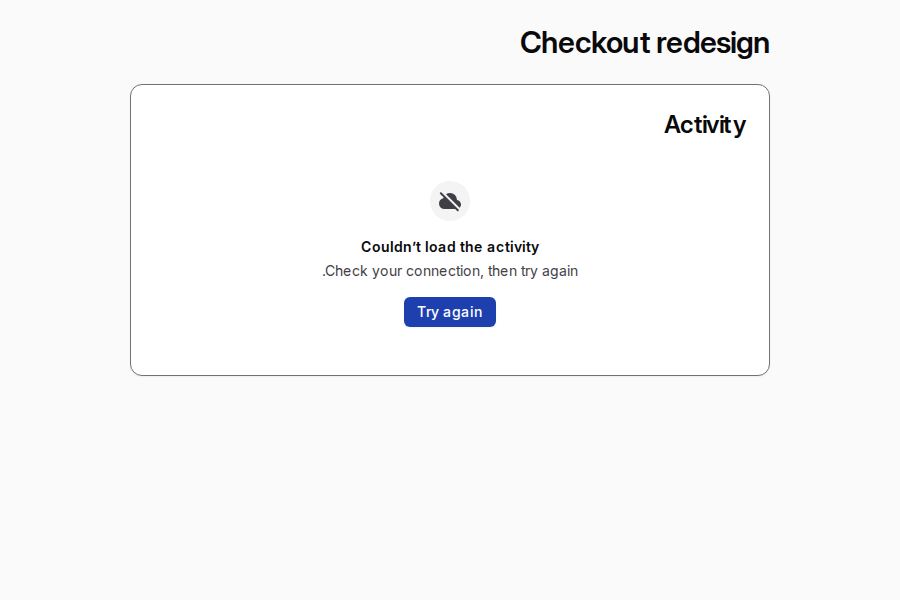 Checkout redesign
Activity
Couldn’t load the activity
.Check your connection, then try again
Try again